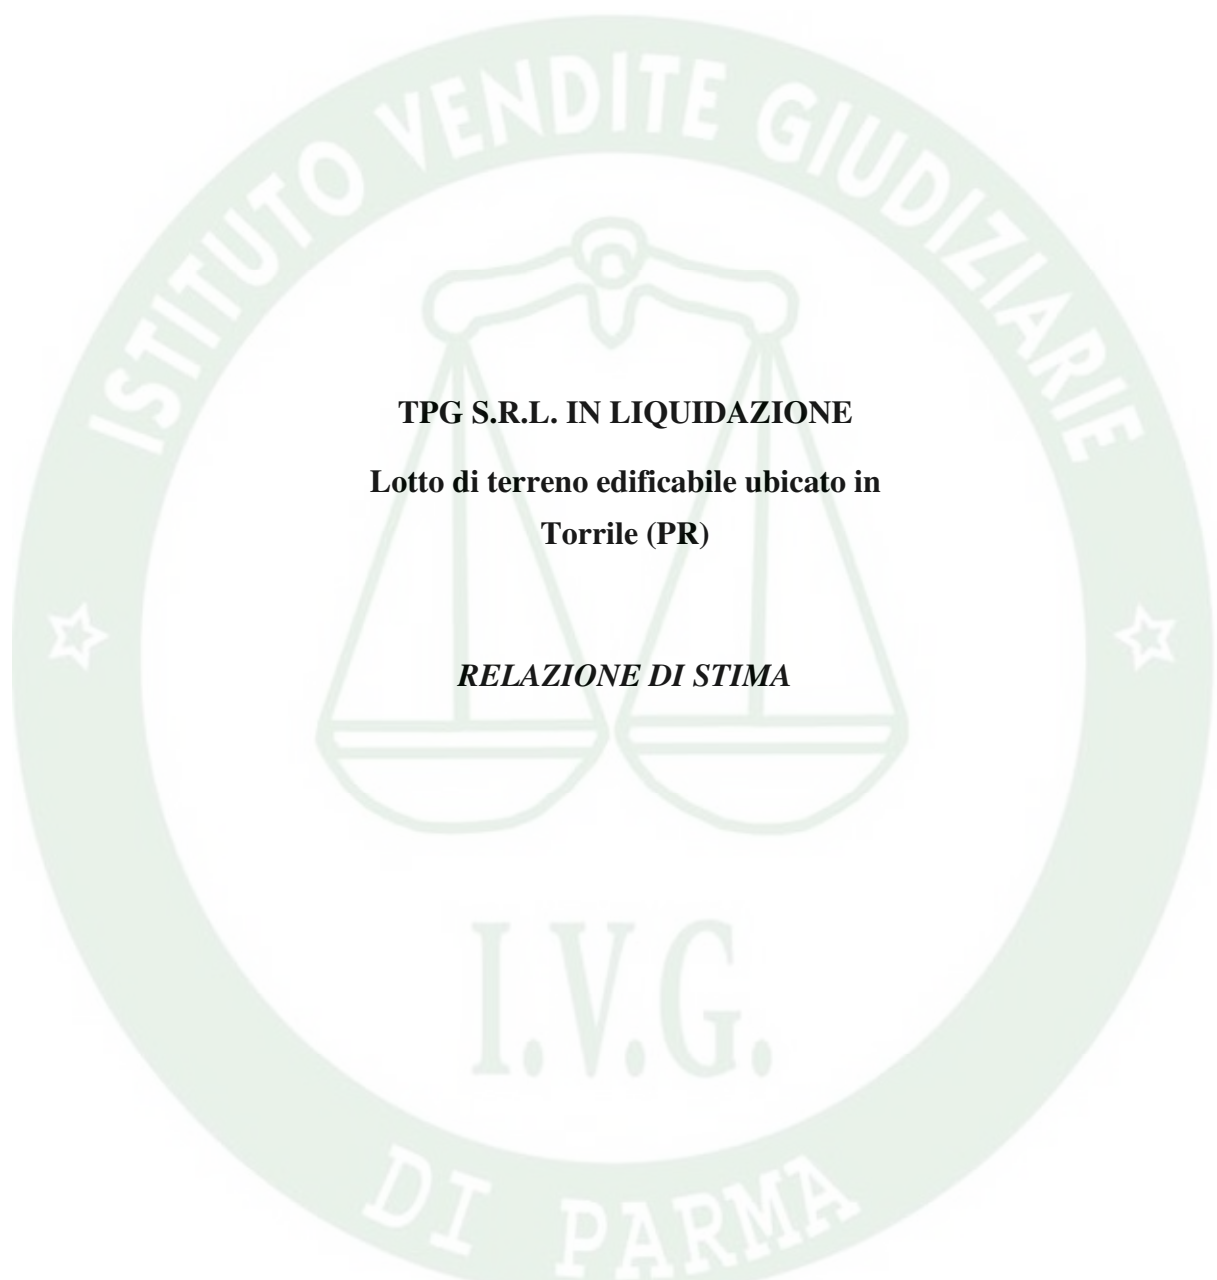 ISTITUTO VENDITE GIUDIZIARIE
TPG S.R.L. IN LIQUIDAZIONE
Lotto di terreno edificabile ubicato in
Torrile (PR)
RELAZIONE DI STIMA
I.V.G.
DI PARMA